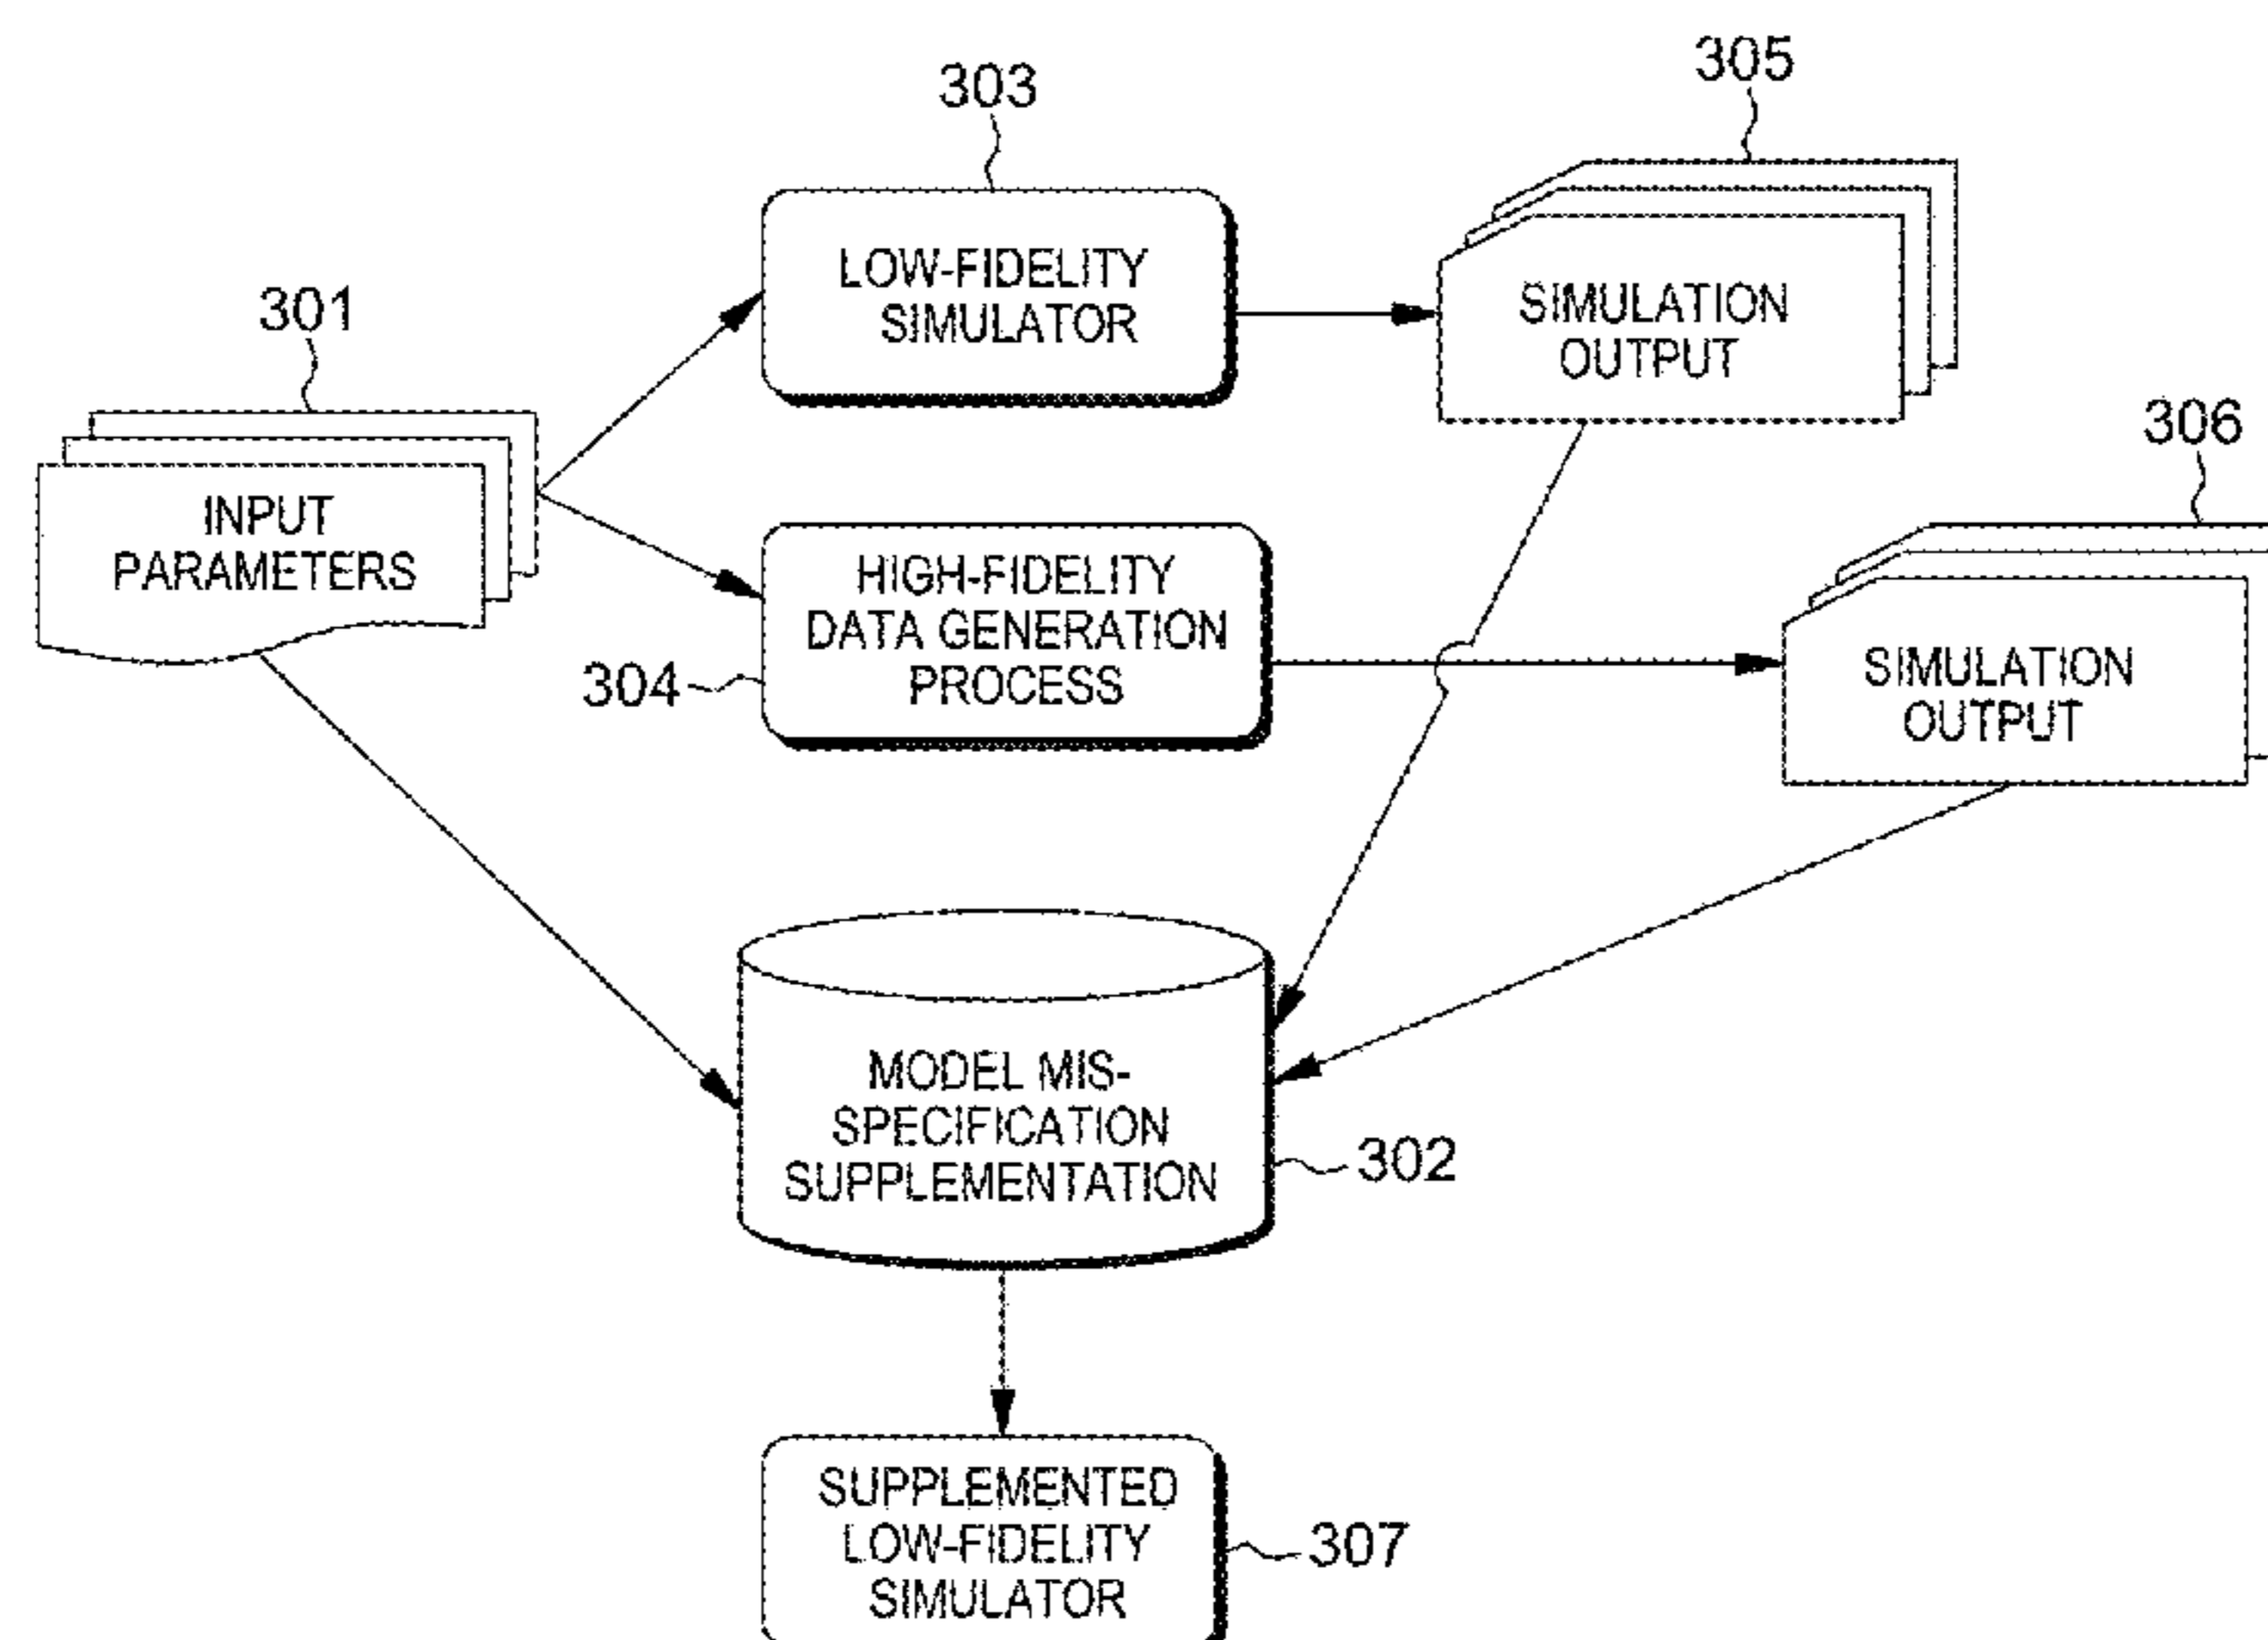 303
305
LOW-FIDELITY
SIMULATOR
SIMULATION
OUTPUT
301
INPUT
PARAMETERS
306
HIGH-FIDELITY
DATA GENERATION
PROCESS
304
SIMULATION
OUTPUT
MODEL MIS-
SPECIFICATION
SUPPLEMENTATION
302
SUPPLEMENTED
LOW-FIDELITY
SIMULATOR
307